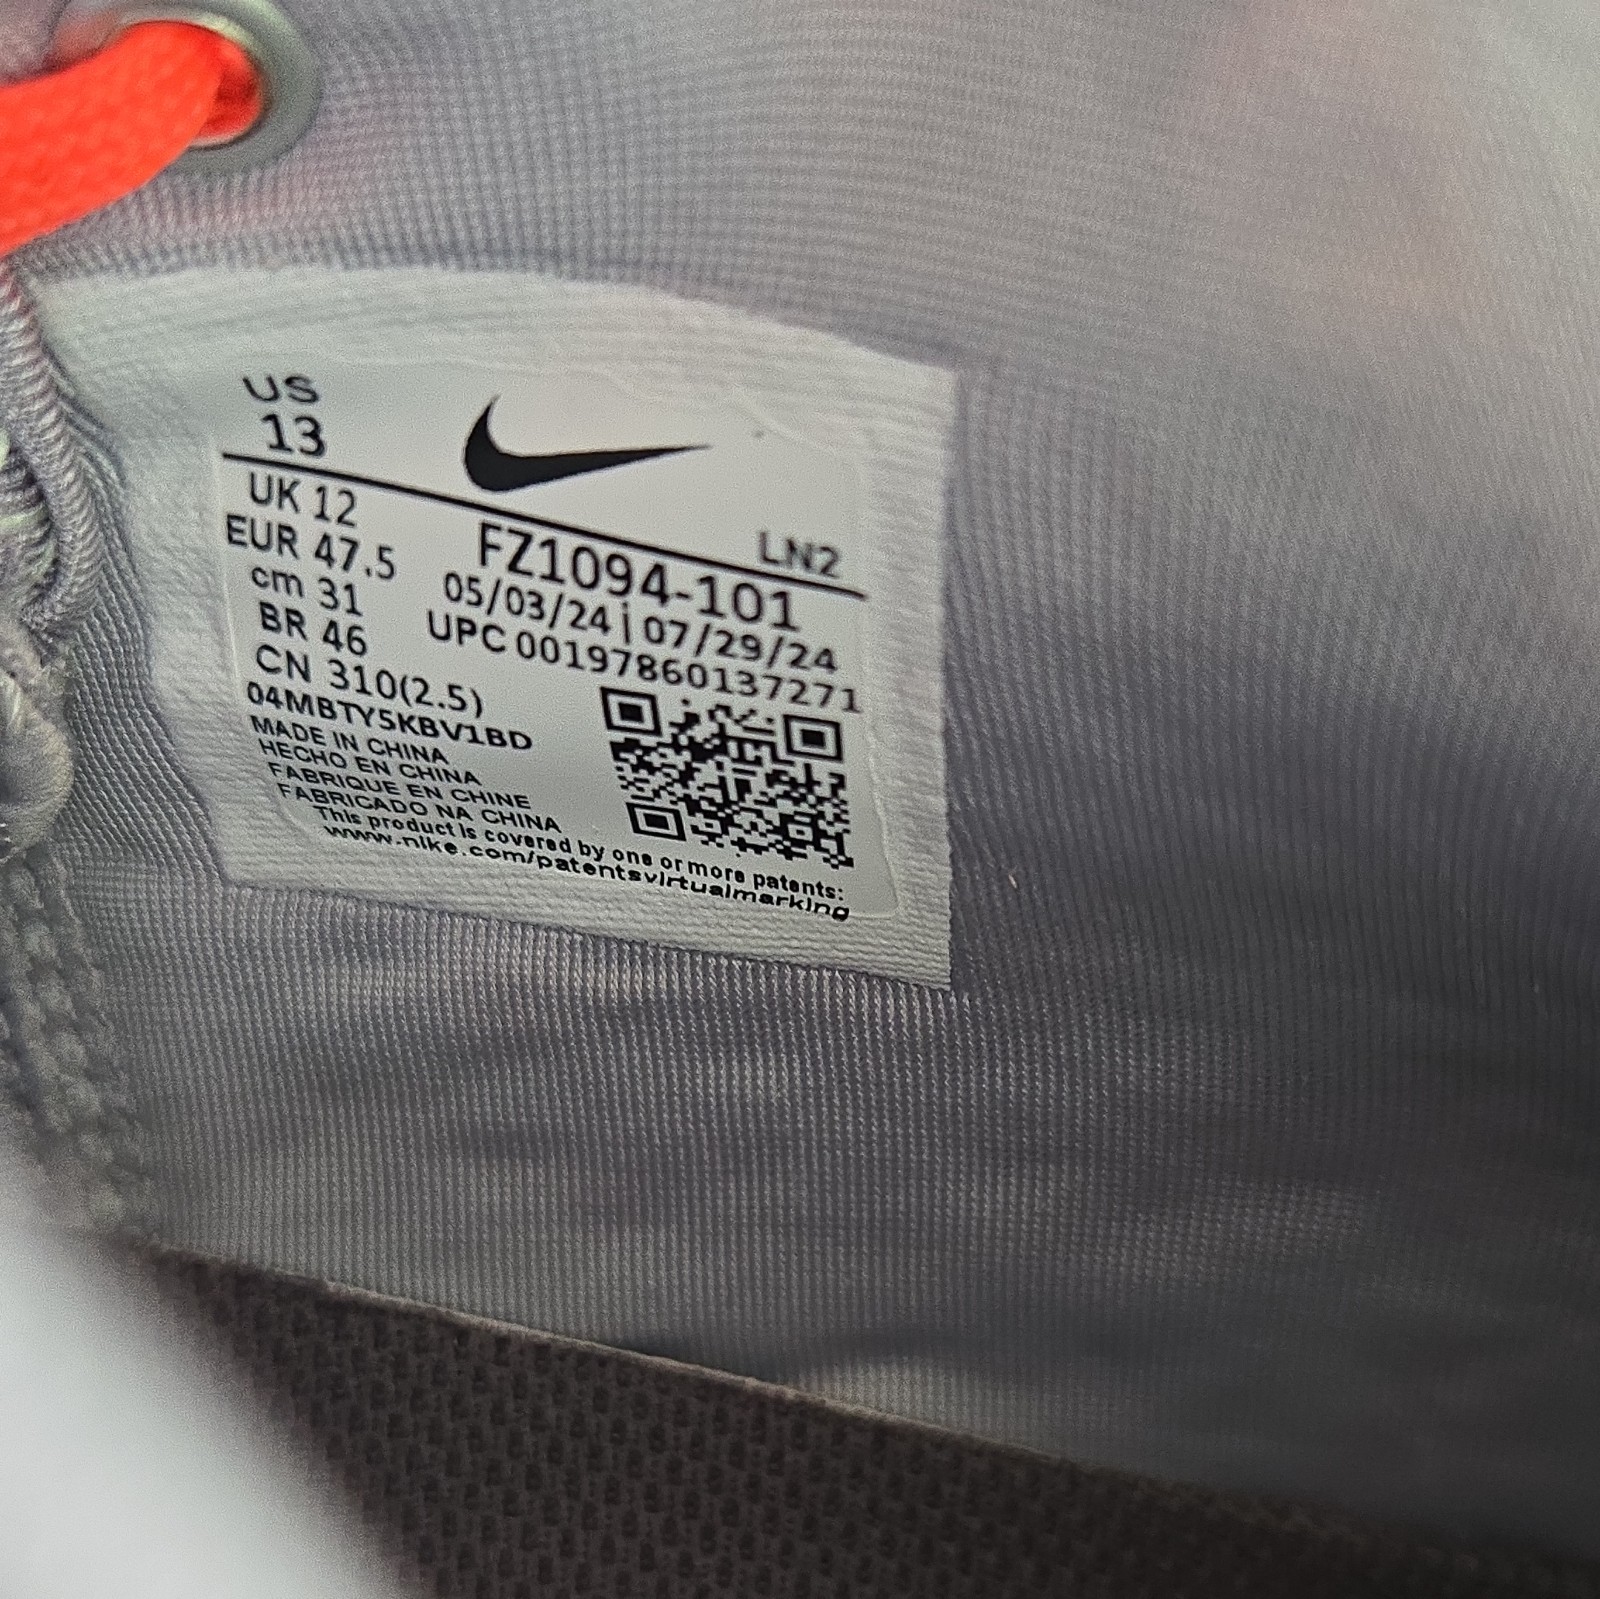 US
13
LN2
UK 12
EUR 47.5
cm 31
BR 46
CN 310(2.5)
FZ1094-101
05/03/24 | 07/29/24
UPC 00197860137271
04MBTY5KBV1BD
MADE IN CHINA
HECHO EN CHINA
FABRIQUE EN CHINE
FABRICADO NA CHINA
This product is covered by one or more patents:
www.nike.com/patentsvirtualmarking